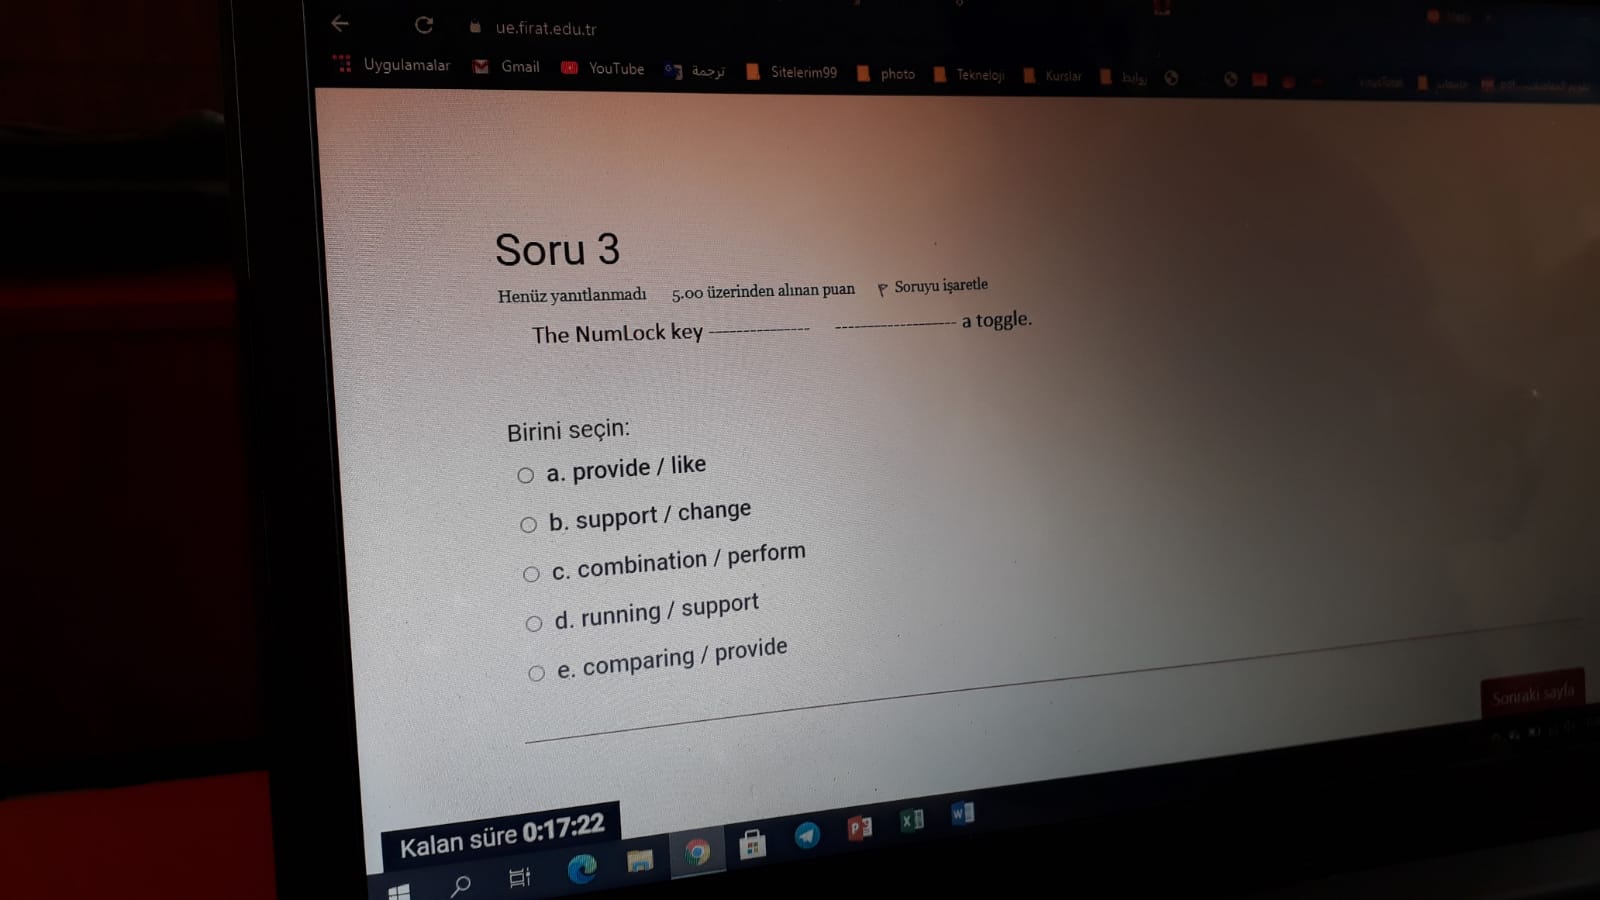 ue.firat.edu.tr
Uygulamalar Gmail YouTube ترجمة Sitelerim99 photo Tekneloji Kurslar روابط
Soru 3
Henüz yanıtlanmadı 5.00 üzerinden alınan puan Soruyu işaretle
The NumLock key --------------- ------------------ a toggle.
Birini seçin:
a. provide / like
b. support / change
c. combination / perform
d. running / support
e. comparing / provide
Sonraki sayfa
Kalan süre 0:17:22